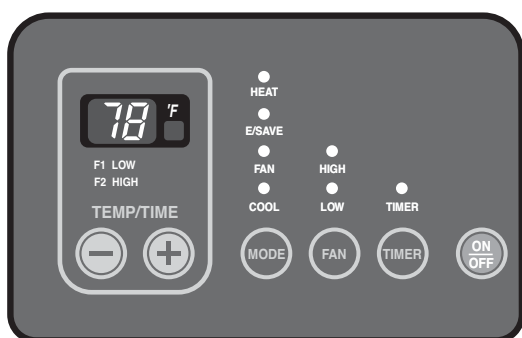 78 °F
F1 LOW
F2 HIGH
TEMP/TIME
HEAT
E/SAVE
FAN HIGH
COOL LOW TIMER
MODE FAN TIMER
ON
OFF